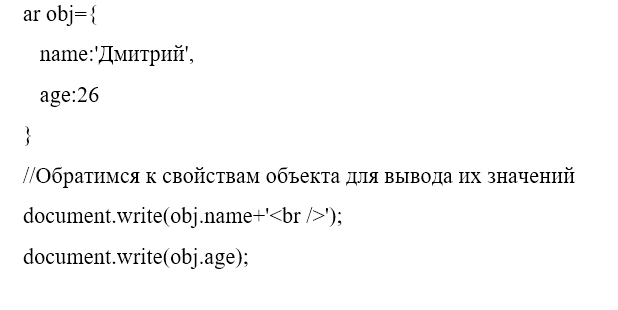 ar obj={
name:'Дмитрий',
age:26
}
//Обратимся к свойствам объекта для вывода их значений
document.write(obj.name+'<br />');
document.write(obj.age);